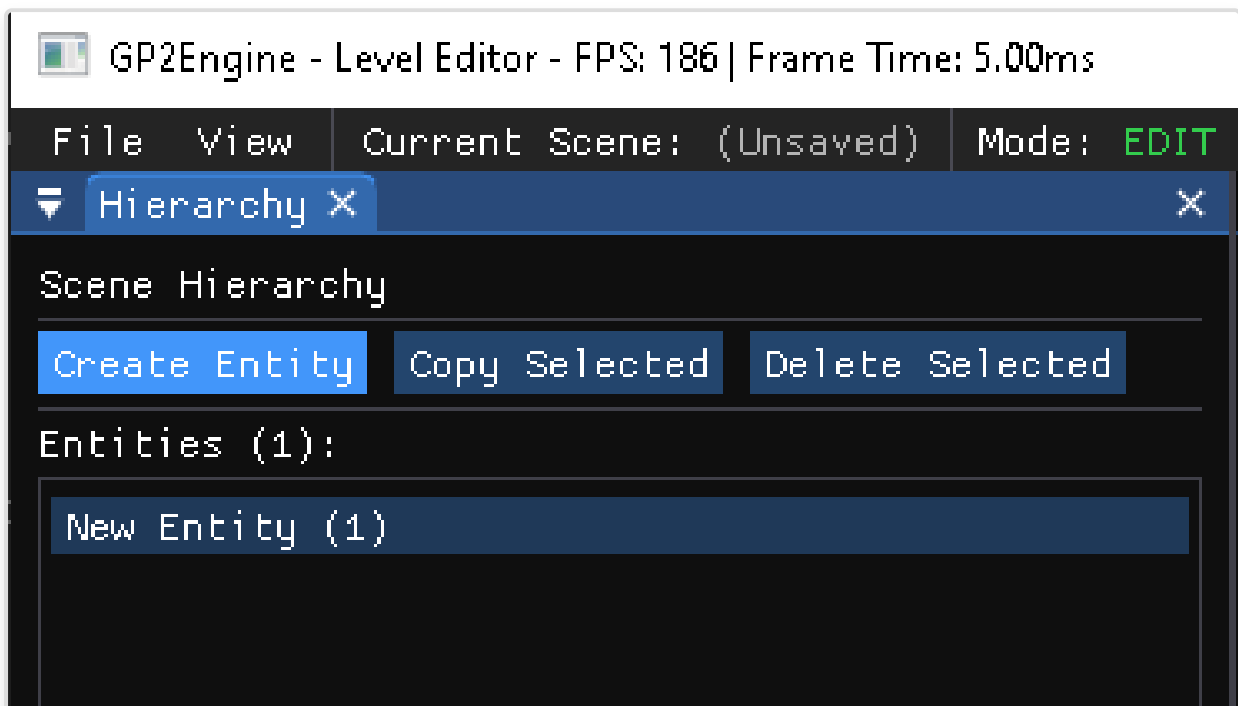 GP2Engine - Level Editor - FPS: 186 | Frame Time: 5.00ms
File View Current Scene: (Unsaved) Mode: EDIT
Hierarchy
Scene Hierarchy
Create Entity Copy Selected Delete Selected
Entities (1):
New Entity (1)